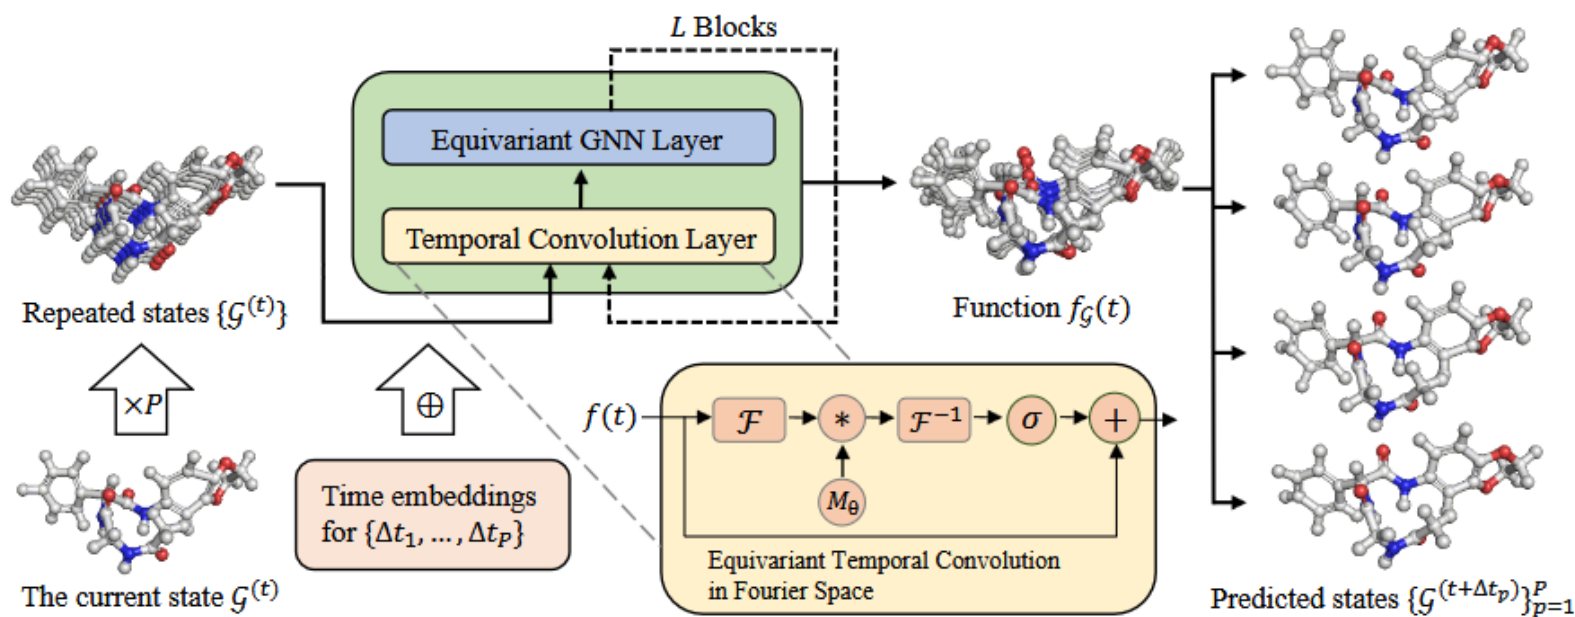 L Blocks
Equivariant GNN Layer
Temporal Convolution Layer
Repeated states {𝒢^(t)}
×P
⊕
The current state 𝒢^(t)
Time embeddings
for {Δt₁, … , Δt_P}
Function f_𝒢(t)
f(t)
ℱ
*
ℱ⁻¹
σ
+
M_θ
Equivariant Temporal Convolution
in Fourier Space
Predicted states {𝒢^(t+Δt_p)}_{p=1}^P